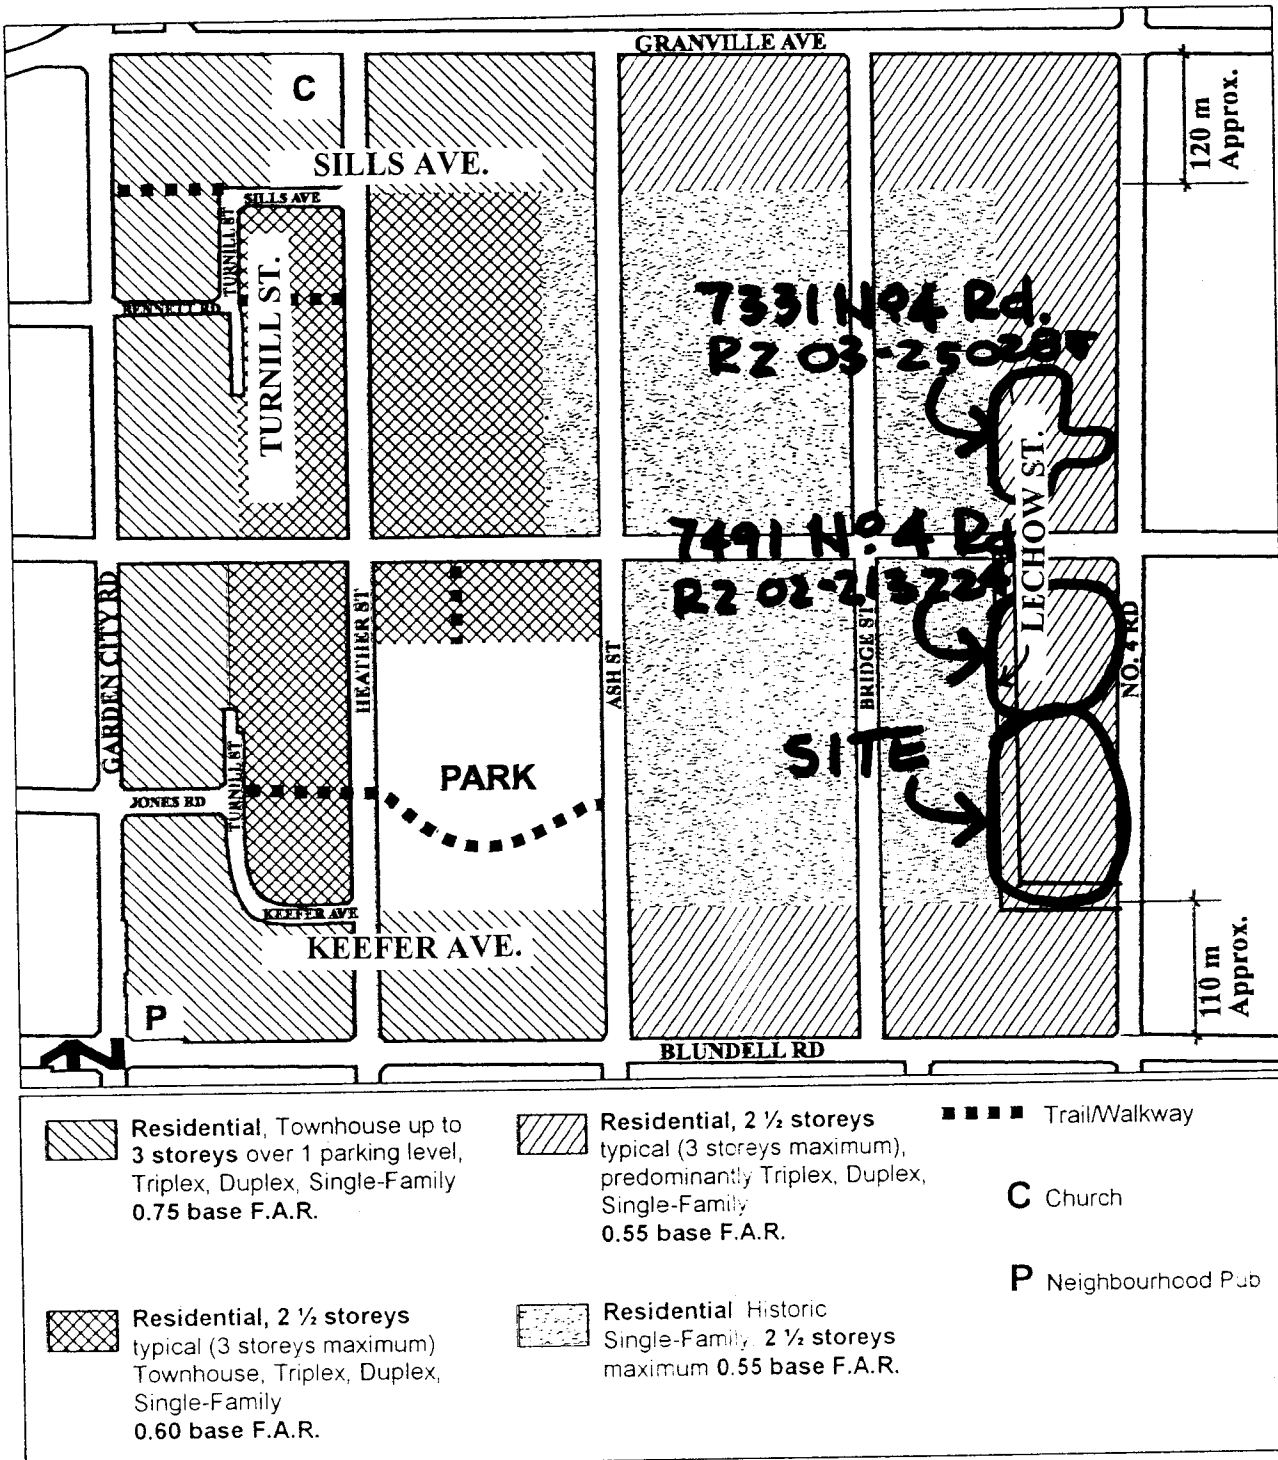 GRANVILLE AVE
C
120 m
Approx.
SILLS AVE.
SILLS AVE
TURNILL ST
TURNILL ST.
BENNETT RD
7331 No. 4 Rd.
RZ 03-250285
LECHOW ST.
7491 No. 4 Rd
RZ 02-213224
GARDEN CITY RD
HEATHER ST
ASH ST
BRIDGE ST
NO. 4 RD
SITE
PARK
JONES RD
TURNILL ST
KEEFER AVE
KEEFER AVE.
110 m
Approx.
P
N
BLUNDELL RD
Residential, Townhouse up to
3 storeys over 1 parking level,
Triplex, Duplex, Single-Family
0.75 base F.A.R.
Residential, 2 ½ storeys
typical (3 storeys maximum),
predominantly Triplex, Duplex,
Single-Family
0.55 base F.A.R.
Trail/Walkway
C Church
P Neighbourhood Pub
Residential, 2 ½ storeys
typical (3 storeys maximum)
Townhouse, Triplex, Duplex,
Single-Family
0.60 base F.A.R.
Residential Historic
Single-Family, 2 ½ storeys
maximum 0.55 base F.A.R.